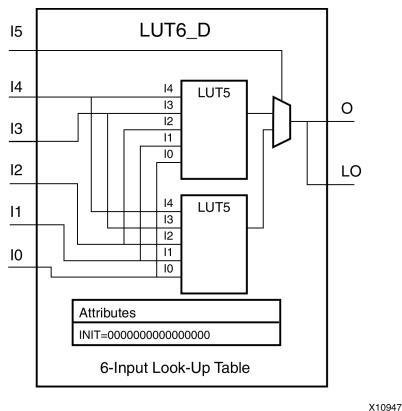 LUT6_D
I5
I4
I3
I2
I1
I0
I4
I3
I2
I1
I0
LUT5
I4
I3
I2
I1
I0
LUT5
O
LO
Attributes
INIT=0000000000000000
6-Input Look-Up Table
X10947